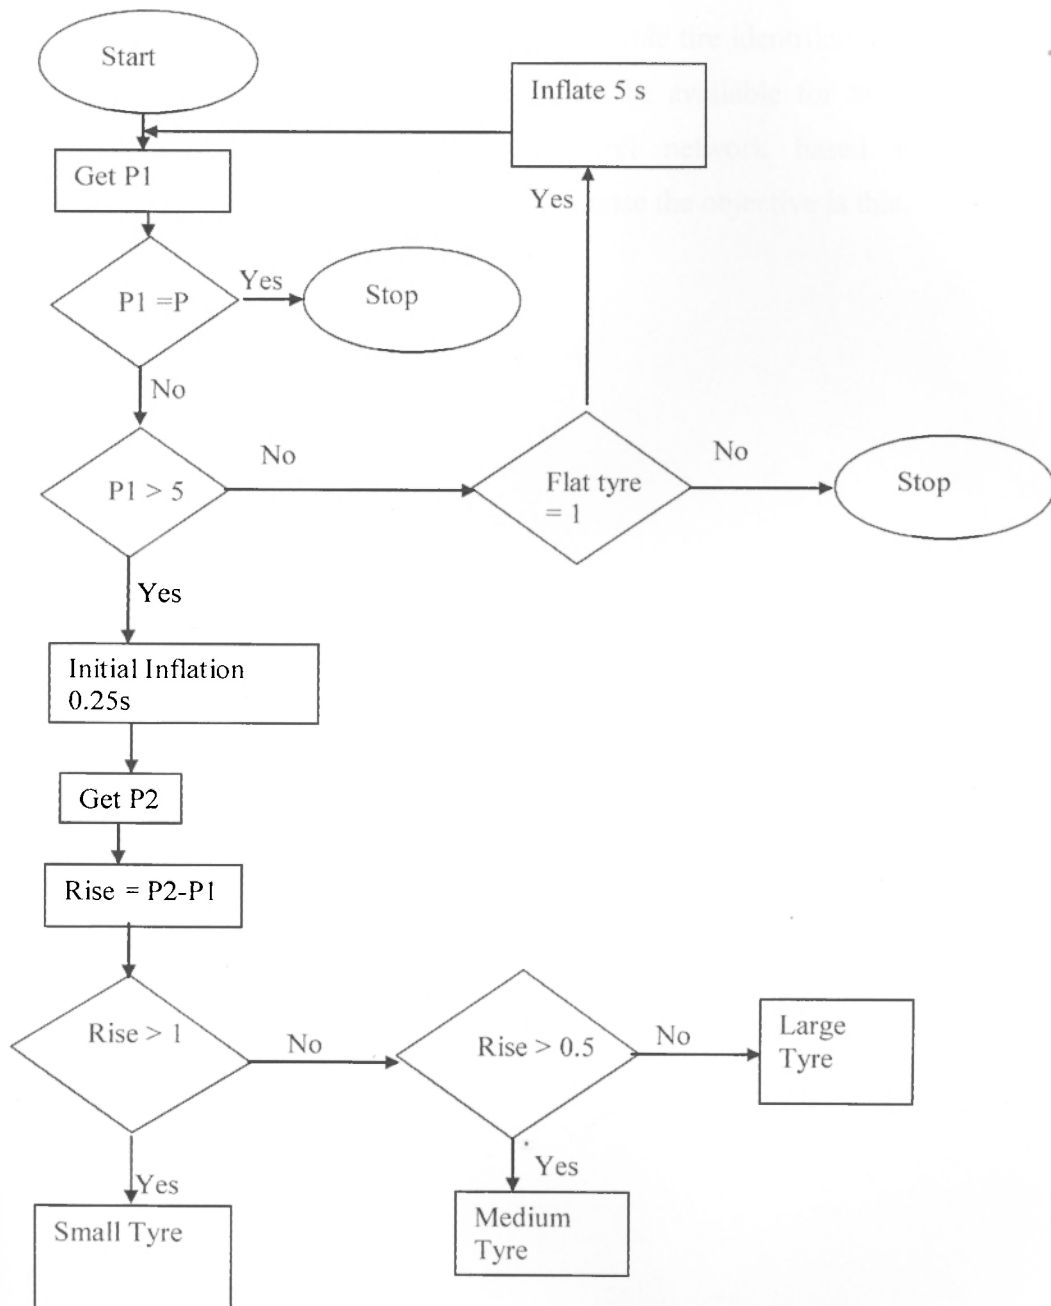 Start
Inflate 5 s
Get P1
Yes
P1 =P
Yes
Stop
No
P1 > 5
No
Flat tyre
= 1
No
Stop
Yes
Initial Inflation
0.25s
Get P2
Rise = P2-P1
Rise > 1
No
Rise > 0.5
No
Large
Tyre
Yes
Small Tyre
Yes
Medium
Tyre